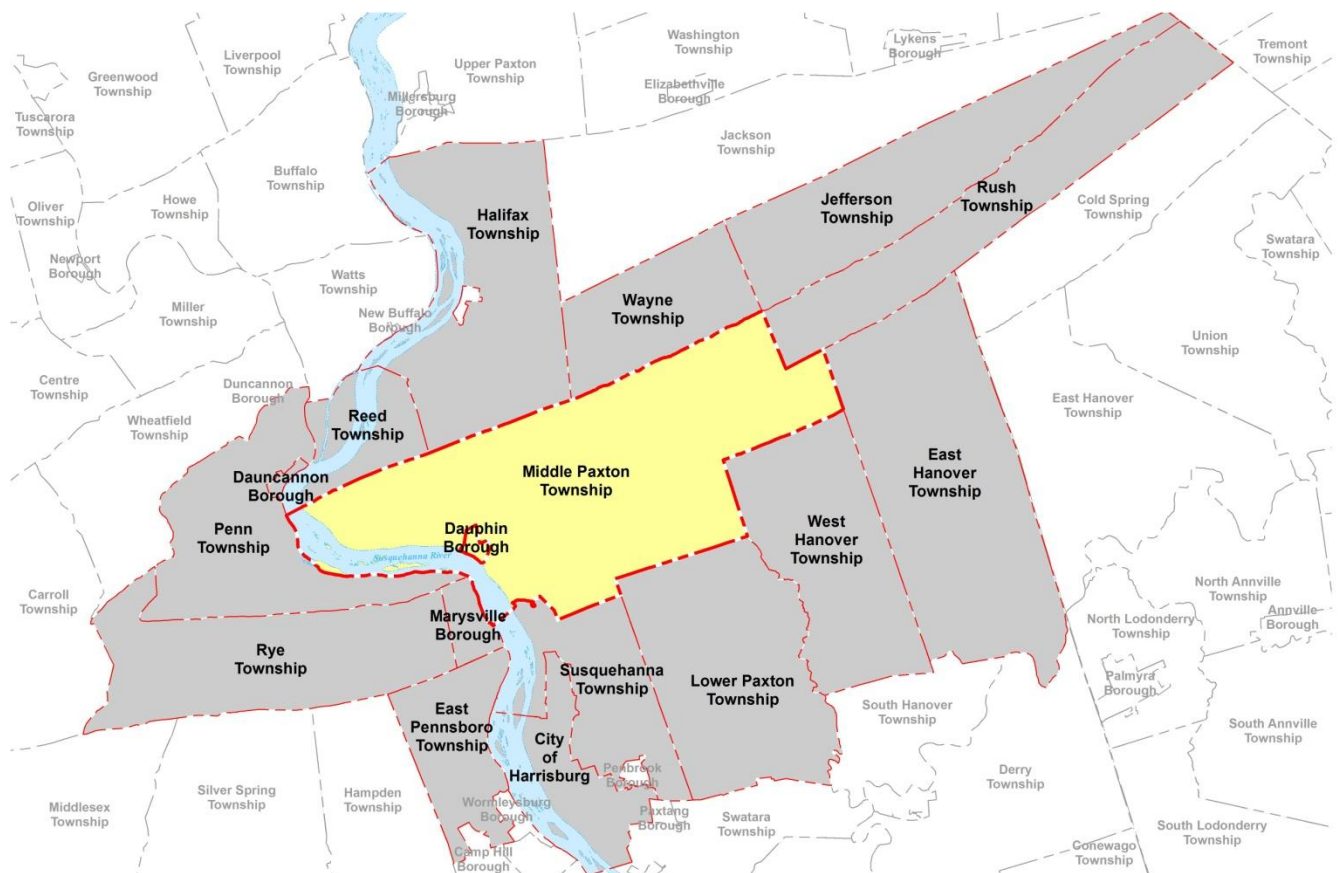 Washington
Township
Lykens
Borough
Liverpool
Township
Upper Paxton
Township
Tremont
Township
Greenwood
Township
Elizabethville
Borough
Millersburg
Borough
Tuscarora
Township
Jackson
Township
Buffalo
Township
Rush
Township
Jefferson
Township
Cold Spring
Township
Howe
Township
Oliver
Township
Halifax
Township
Swatara
Township
Newport
Borough
Watts
Township
Wayne
Township
Miller
Township
New Buffalo
Borough
Union
Township
Centre
Township
Duncannon
Borough
East Hanover
Township
Wheatfield
Township
Reed
Township
East
Hanover
Township
Middle Paxton
Township
Dauncannon
Borough
West
Hanover
Township
Penn
Township
Dauphin
Borough
Susquehanna River
Carroll
Township
North Annville
Township
Annville
Borough
Marysville
Borough
North Lodonderry
Township
Rye
Township
Susquehanna
Township
Lower Paxton
Township
Palmyra
Borough
South Hanover
Township
East
Pennsboro
Township
South Annville
Township
City
of
Harrisburg
Penbrook
Borough
Derry
Township
Silver Spring
Township
Hampden
Township
Middlesex
Township
Wormleysburg
Borough
Paxtang
Borough
Swatara
Township
South Lodonderry
Township
Camp Hill
Borough
Conewago
Township